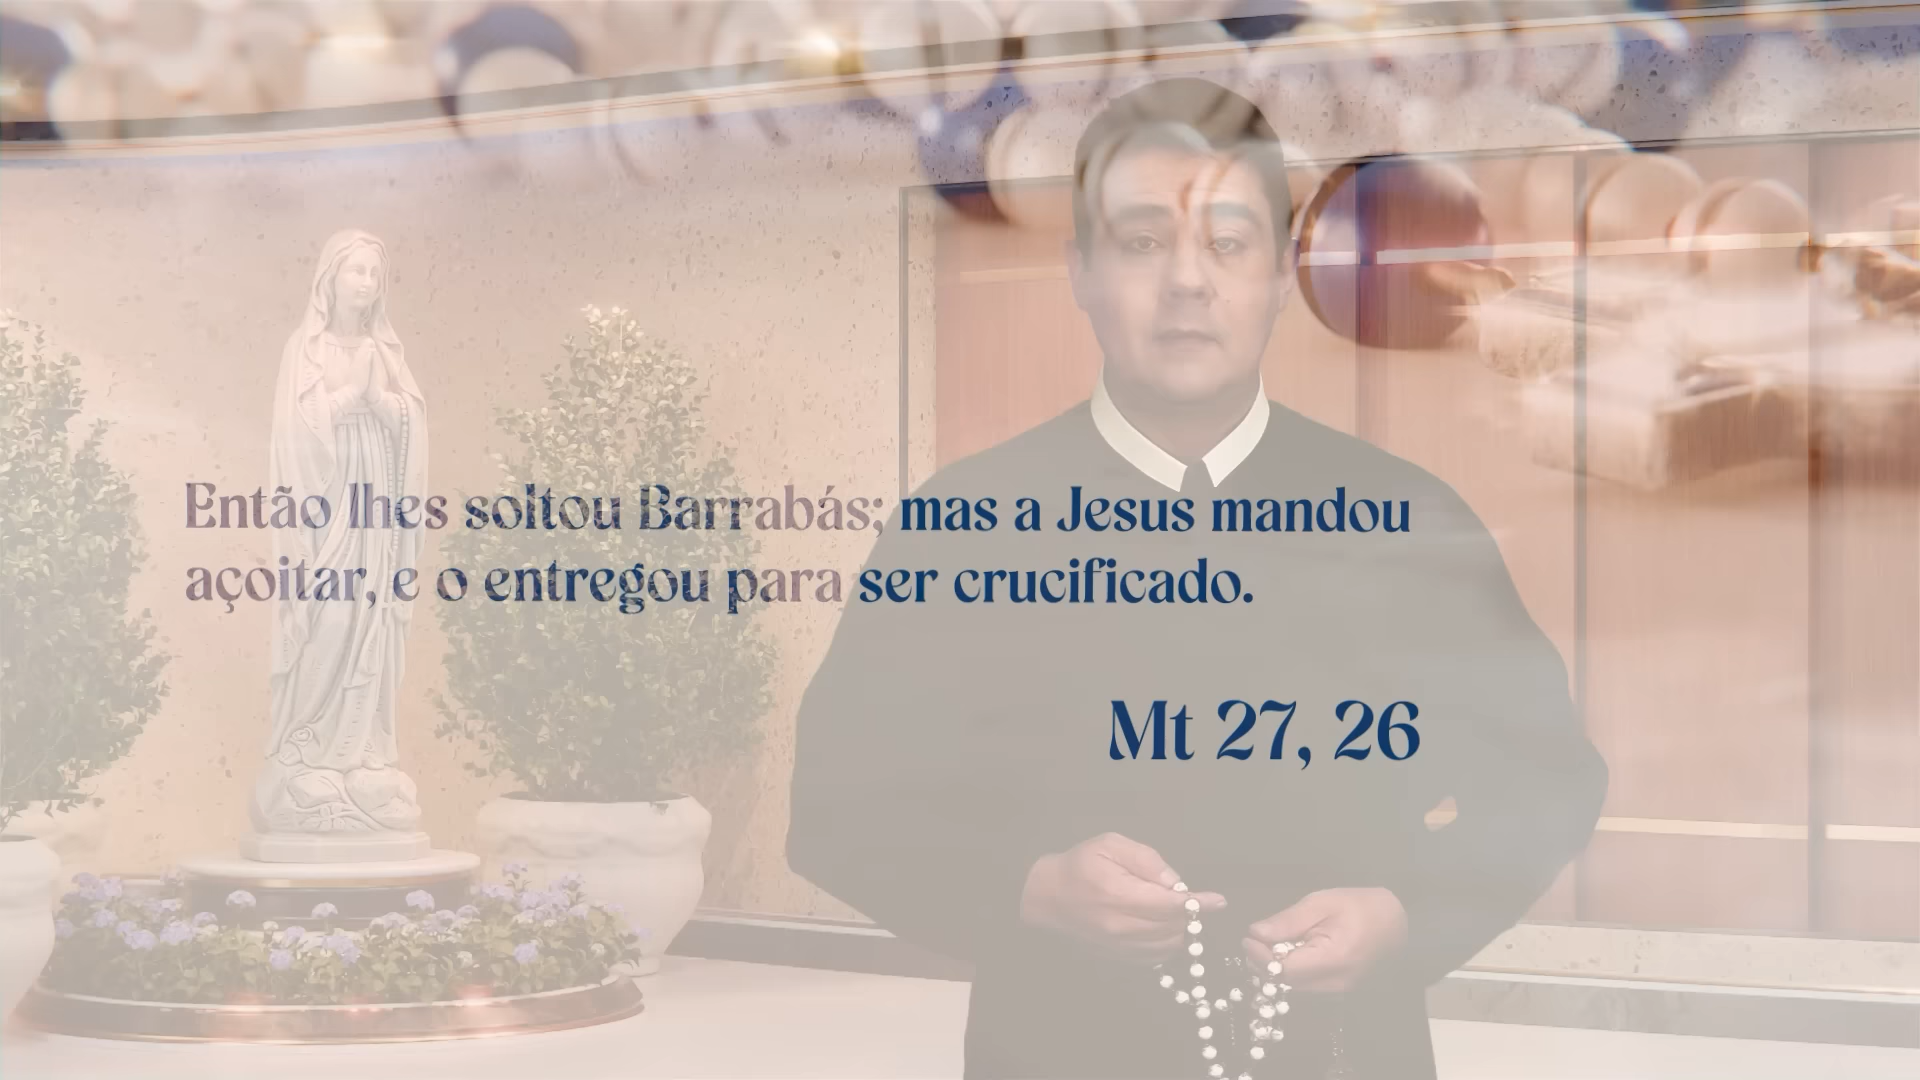 Então lhes soltou Barrabás; mas a Jesus mandou
açoitar, e o entregou para ser crucificado.
Mt 27, 26